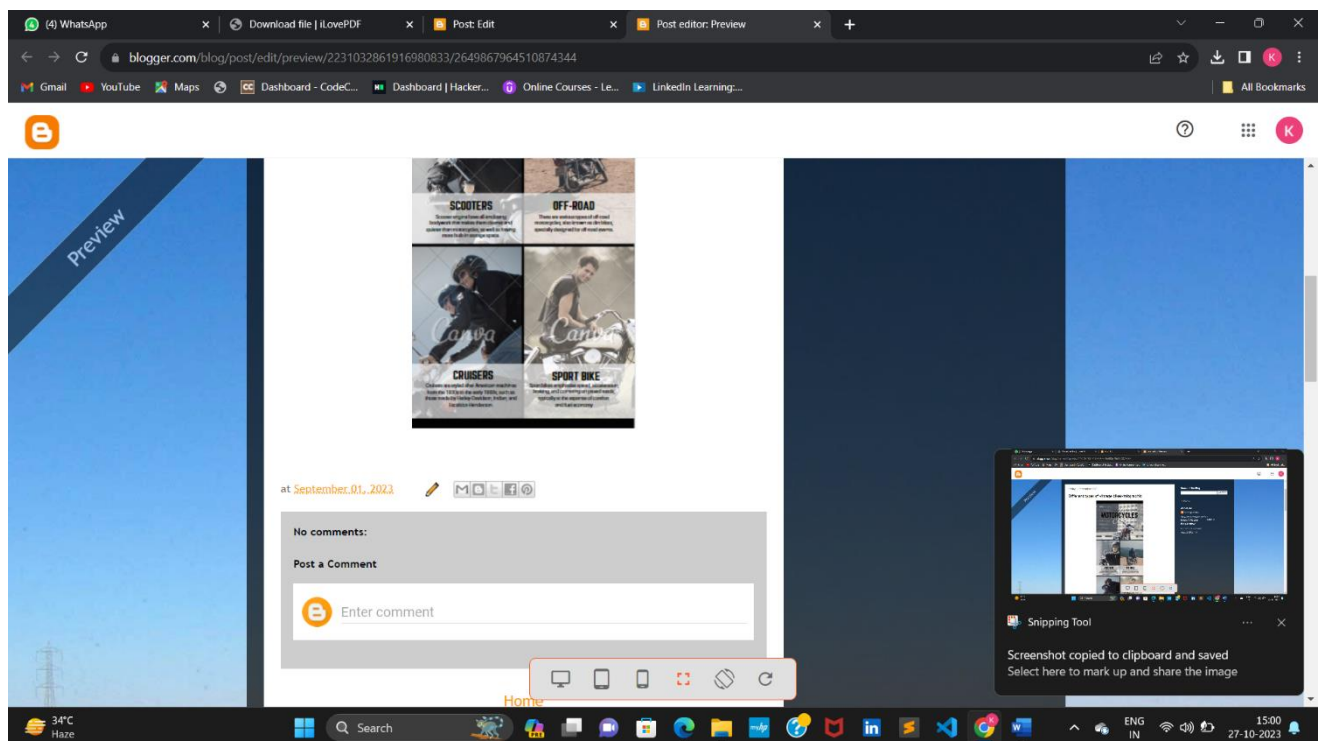 (4) WhatsApp
Download file | iLovePDF
Post: Edit
Post editor: Preview
blogger.com/blog/post/edit/preview/2231032861916980833/2649867964510874344
Gmail
YouTube
Maps
Dashboard - CodeC...
Dashboard | Hacker...
Online Courses - Le...
LinkedIn Learning:...
All Bookmarks
K
Preview
SCOOTERS
OFF-ROAD
Canva
Canva
CRUISERS
SPORT BIKE
at September 01, 2023
No comments:
Post a Comment
Enter comment
Home
MOTORCYCLES
Snipping Tool
Screenshot copied to clipboard and saved
Select here to mark up and share the image
34°C
Haze
Search
ENG
IN
15:00
27-10-2023